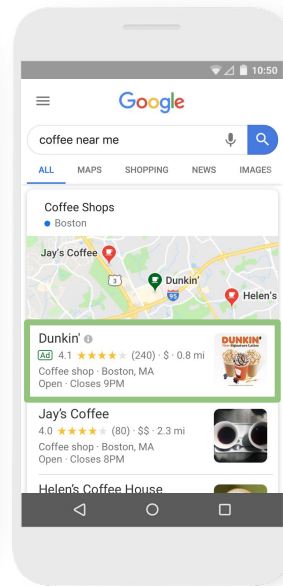 10:50
Google
coffee near me
ALL MAPS SHOPPING NEWS IMAGES
Coffee Shops
Boston
Jay's Coffee
3
Dunkin'
95
Helen's
Dunkin'
Ad 4.1 (240) · $ · 0.8 mi
Coffee shop · Boston, MA
Open · Closes 9PM
DUNKIN'
Jay's Coffee
4.0 (80) · $$ · 2.3 mi
Coffee shop · Boston, MA
Open · Closes 8PM
Helen's Coffee House